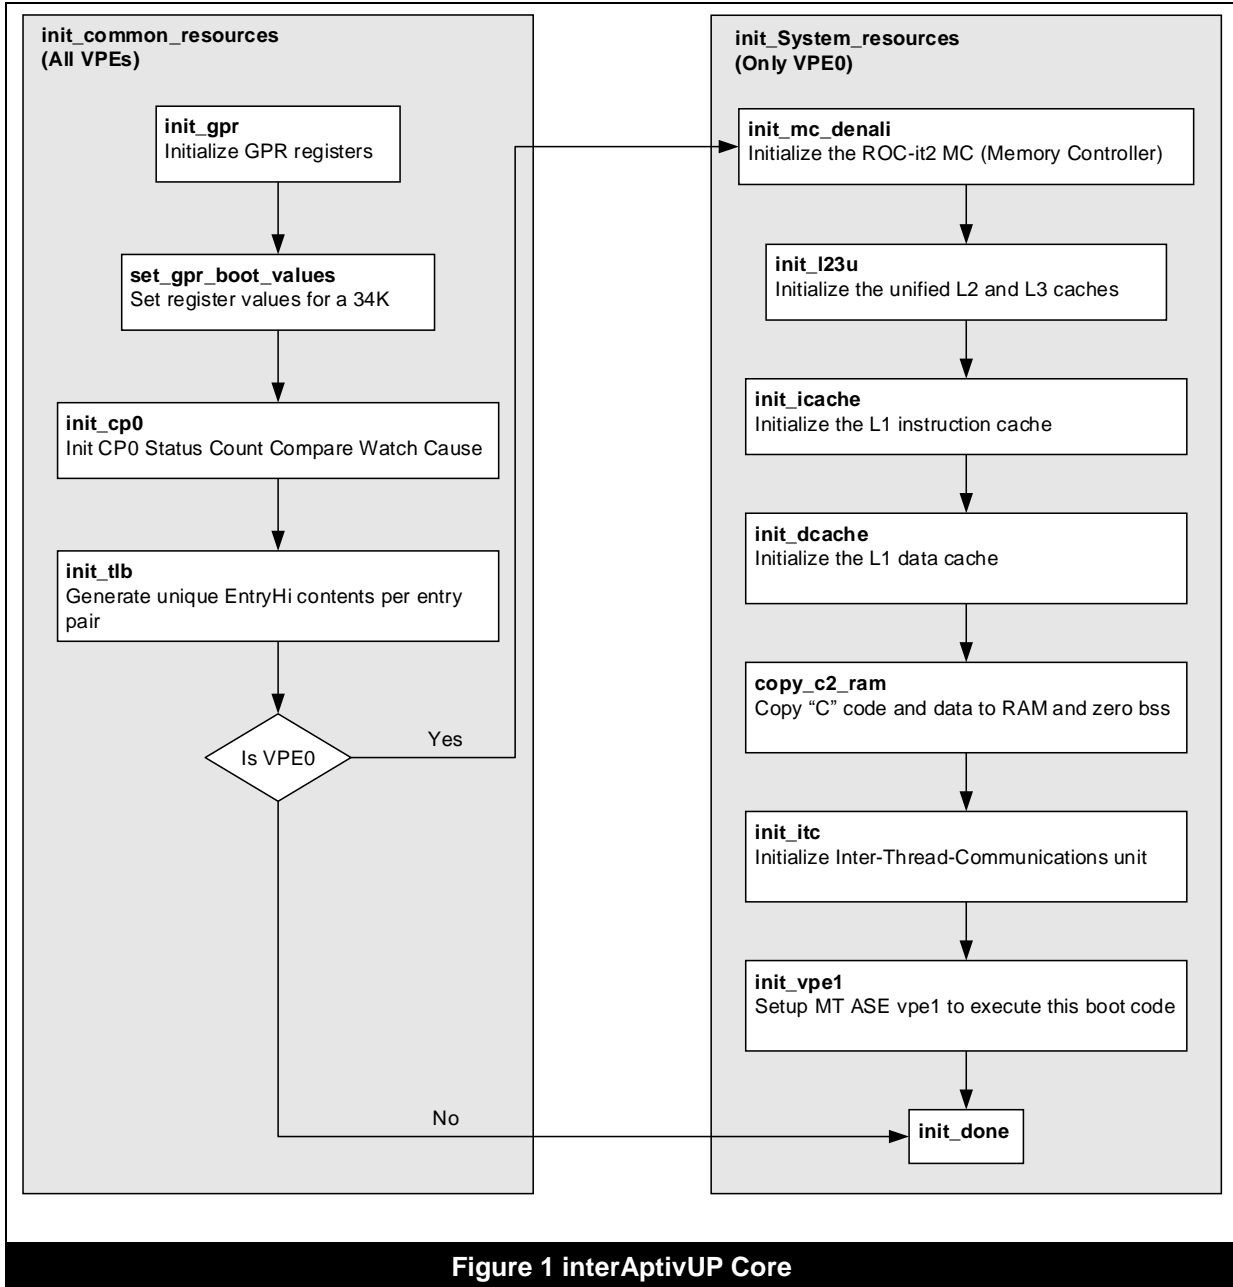 init_common_resources
(All VPEs)
init_gpr
Initialize GPR registers
set_gpr_boot_values
Set register values for a 34K
init_cp0
Init CP0 Status Count Compare Watch Cause
init_tlb
Generate unique EntryHi contents per entry
pair
Is VPE0
Yes
No
init_System_resources
(Only VPE0)
init_mc_denali
Initialize the ROC-it2 MC (Memory Controller)
init_l23u
Initialize the unified L2 and L3 caches
init_icache
Initialize the L1 instruction cache
init_dcache
Initialize the L1 data cache
copy_c2_ram
Copy “C” code and data to RAM and zero bss
init_itc
Initialize Inter-Thread-Communications unit
init_vpe1
Setup MT ASE vpe1 to execute this boot code
init_done
Figure 1 interAptivUP Core